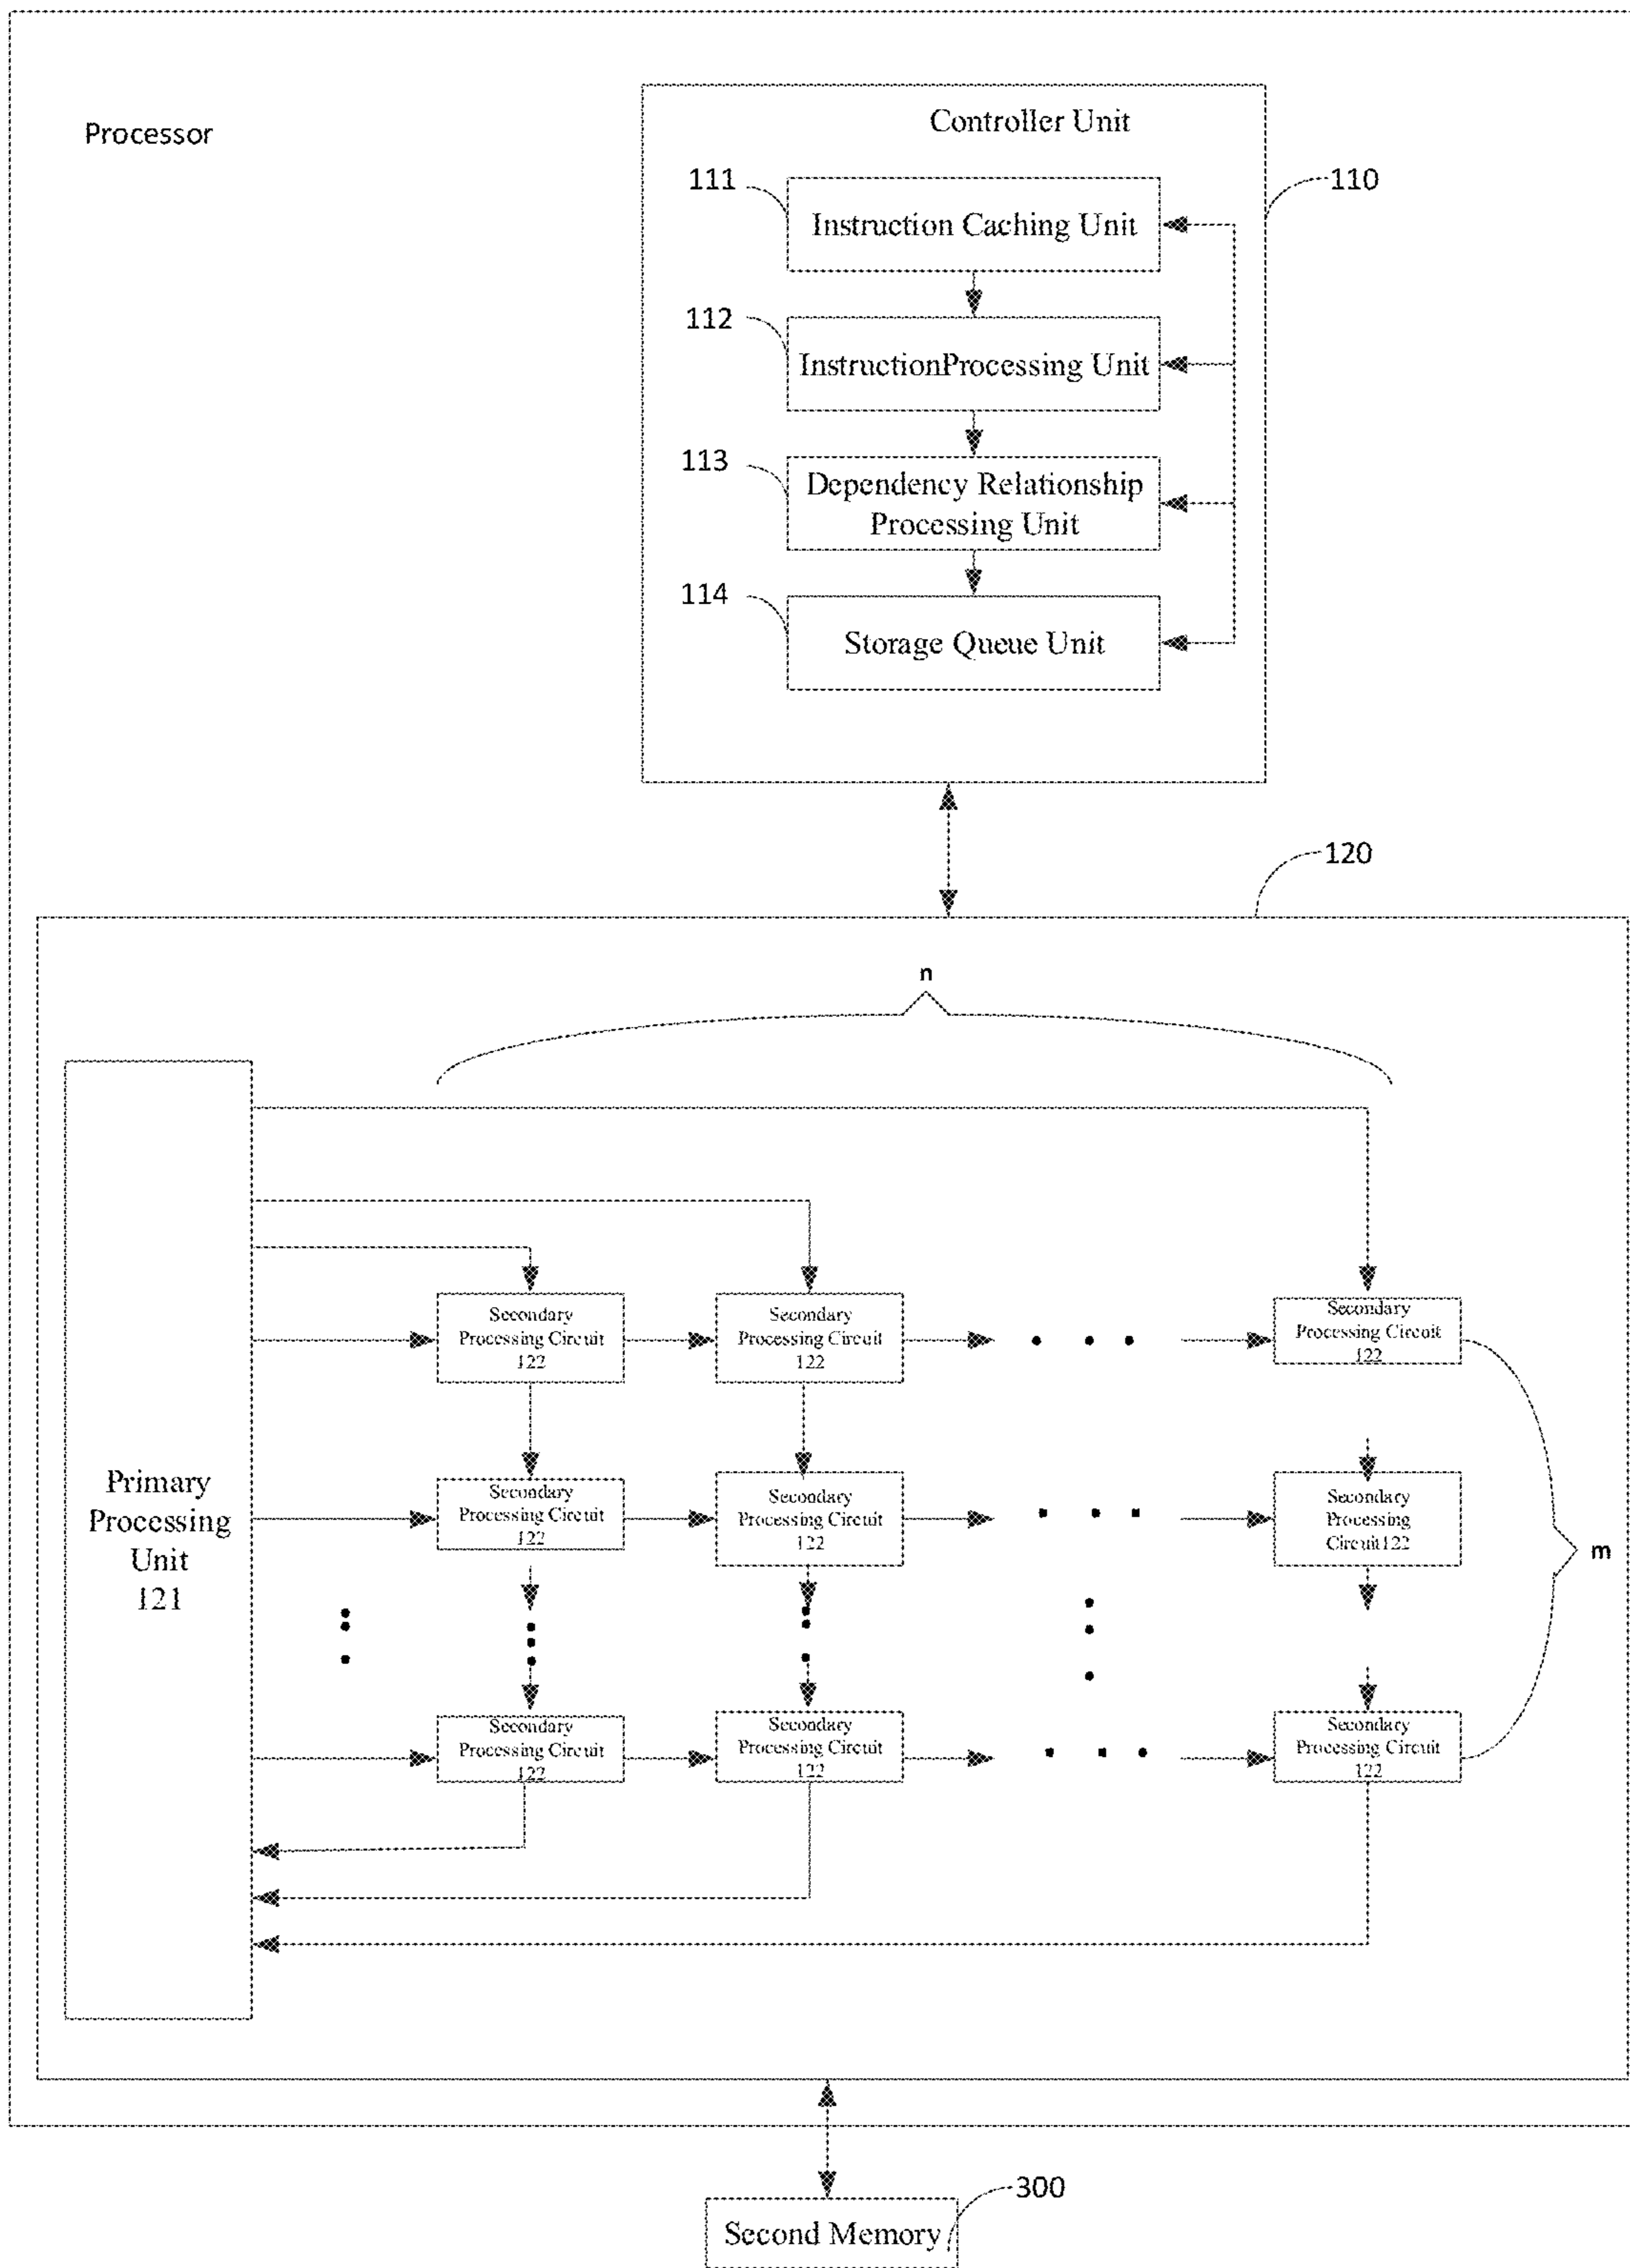 Processor
Controller Unit
110
111
Instruction Caching Unit
112
InstructionProcessing Unit
113
Dependency Relationship
Processing Unit
114
Storage Queue Unit
120
n
Primary
Processing
Unit
121
Secondary
Processing Circuit
122
Secondary
Processing Circuit
122
Secondary
Processing Circuit
122
Secondary
Processing Circuit
122
Secondary
Processing Circuit
122
Secondary
Processing
Circuit122
m
Secondary
Processing Circuit
122
Secondary
Processing Circuit
122
Secondary
Processing Circuit
122
300
Second Memory